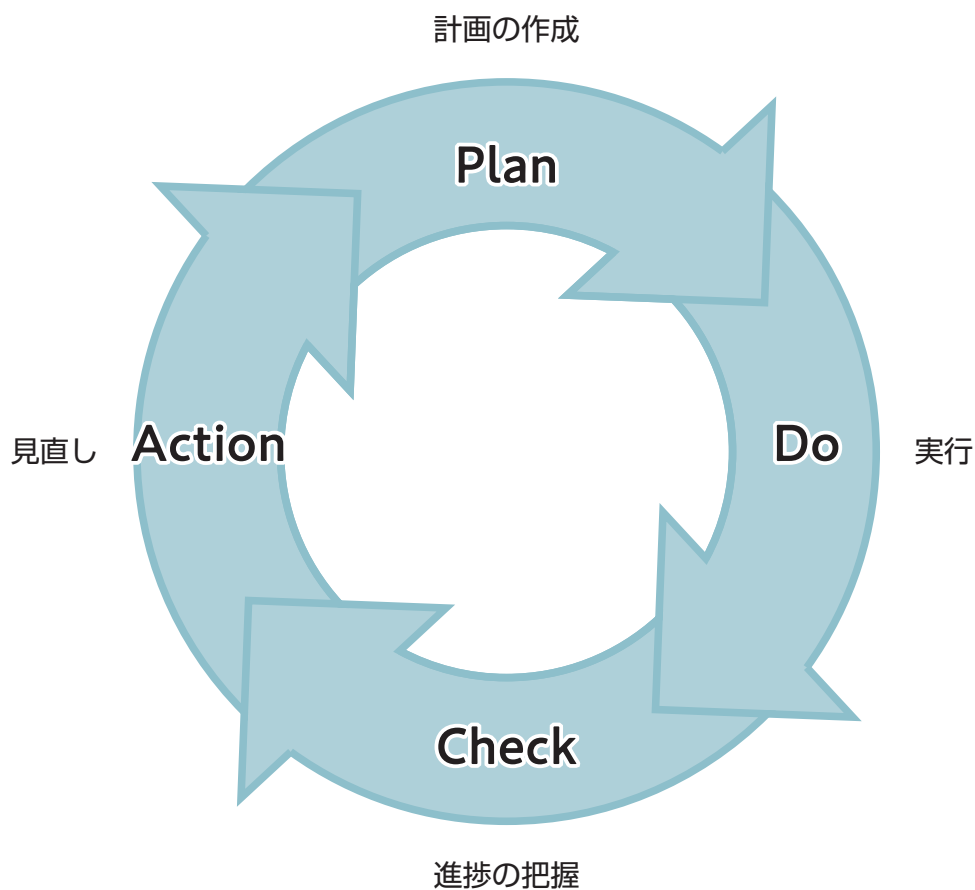 計画の作成
Plan
見直し
Action
Do
実行
Check
進捗の把握